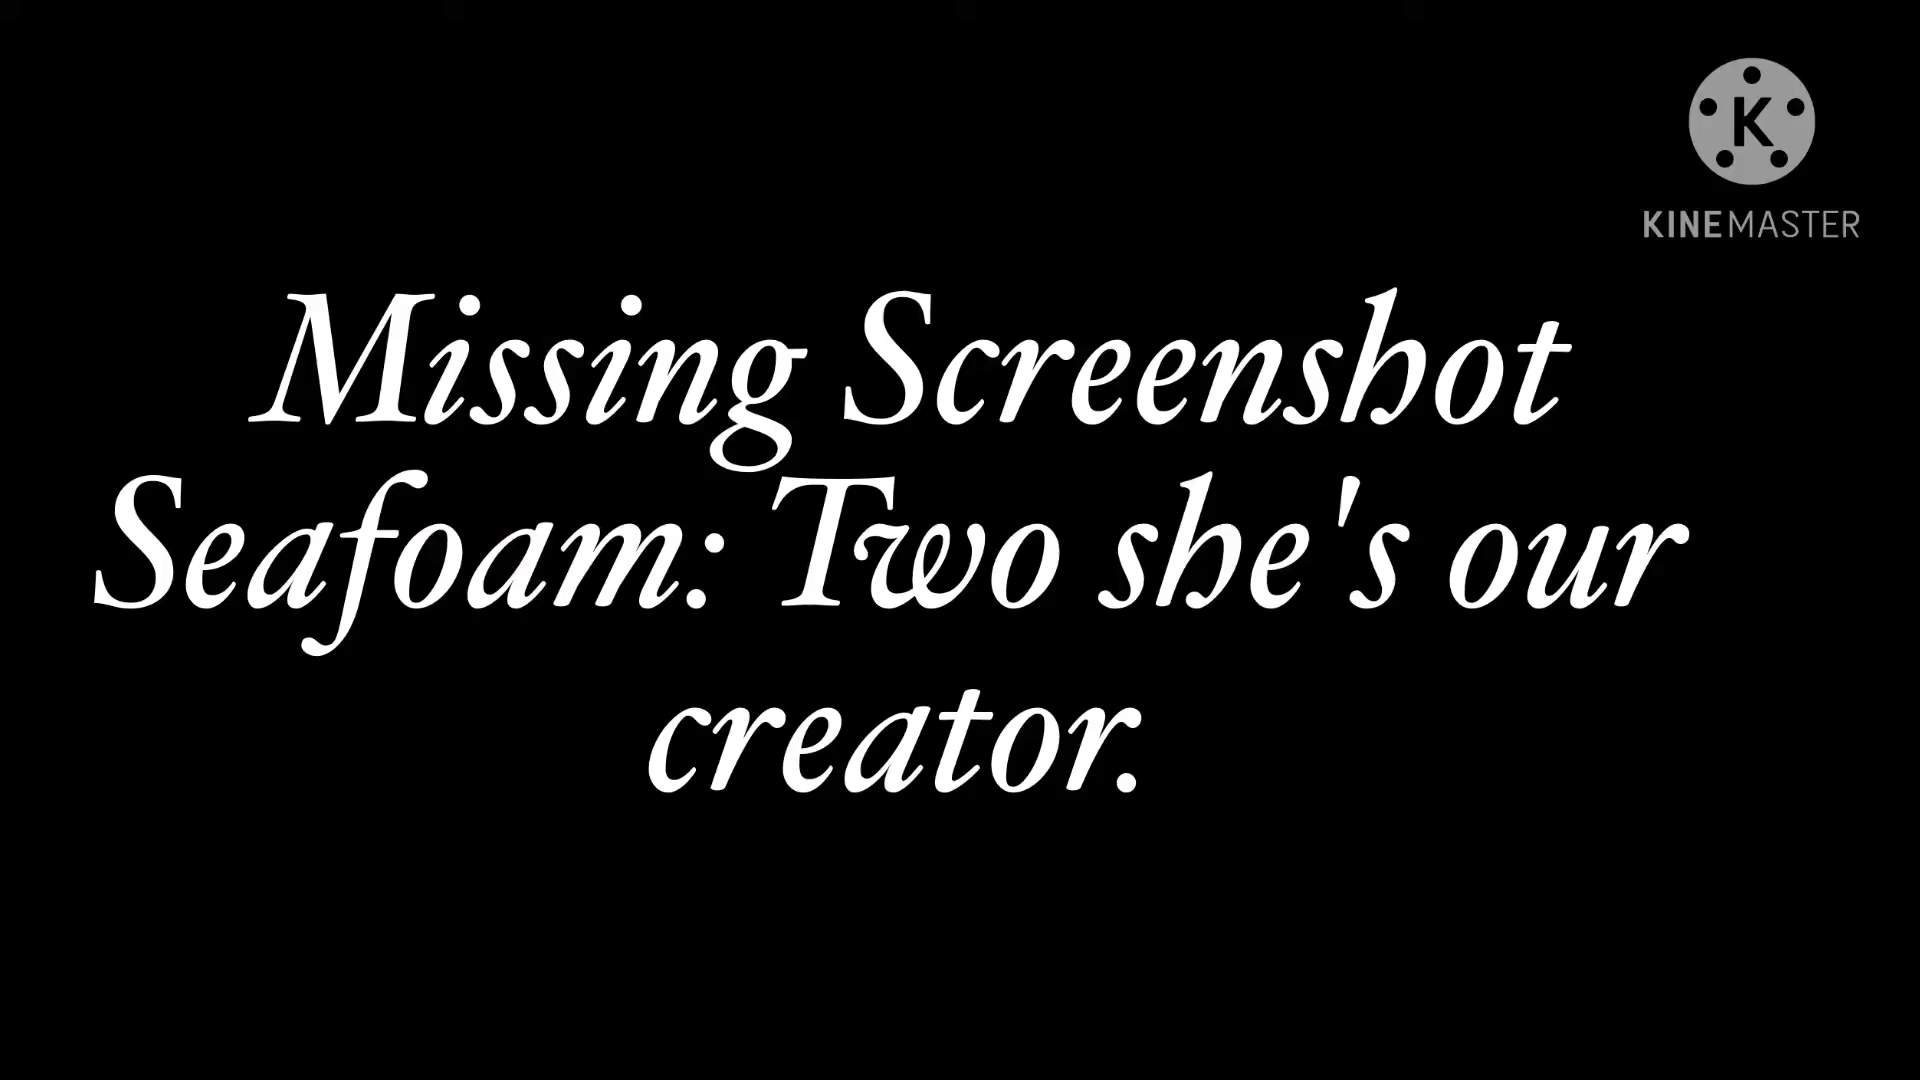 K
KINEMASTER
Missing Screenshot
Seafoam: Two she's our
creator.